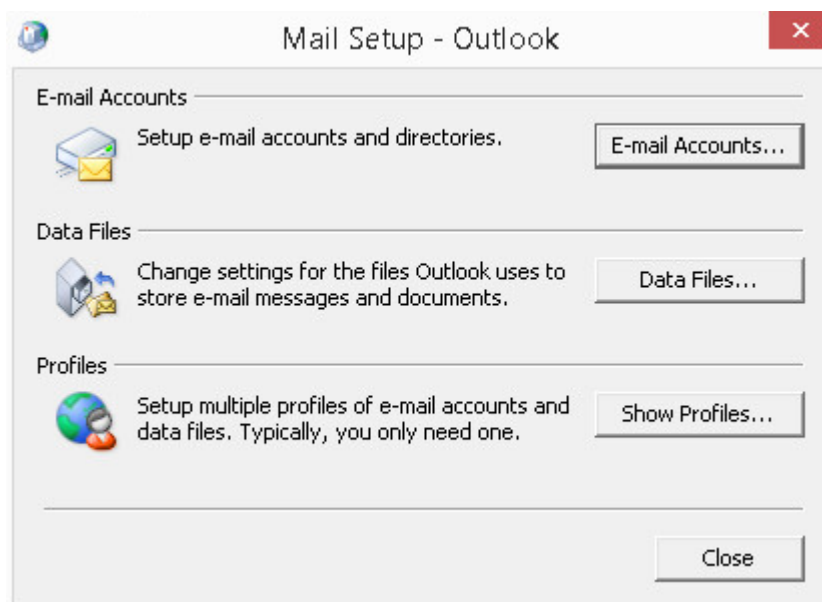 Mail Setup - Outlook
E-mail Accounts
Setup e-mail accounts and directories.
E-mail Accounts...
Data Files
Change settings for the files Outlook uses to
store e-mail messages and documents.
Data Files...
Profiles
Setup multiple profiles of e-mail accounts and
data files. Typically, you only need one.
Show Profiles...
Close